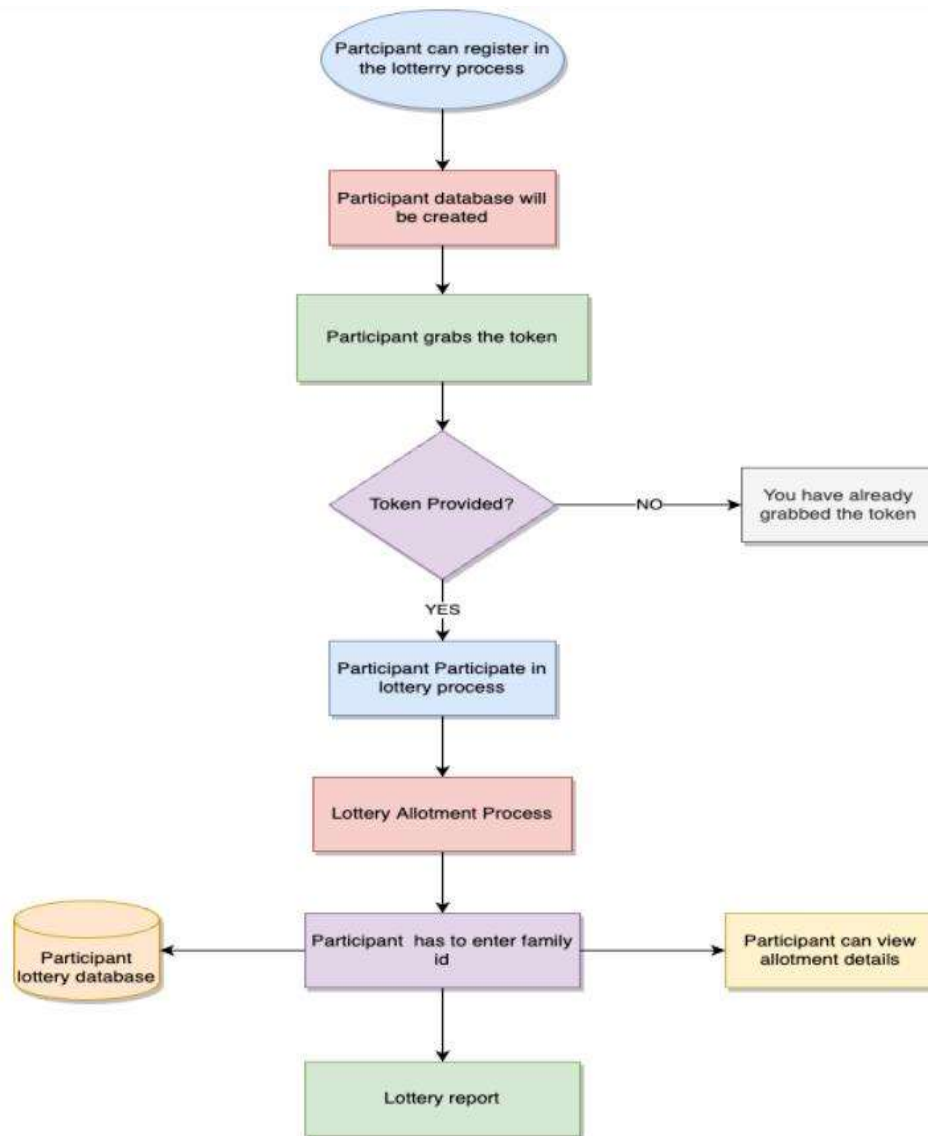 Partcipant can register in
the lotterry process
Participant database will
be created
Participant grabs the token
Token Provided?
NO
You have already
grabbed the token
YES
Participant Participate in
lottery process
Lottery Allotment Process
Participant
lottery database
Participant has to enter family
id
Participant can view
allotment details
Lottery report